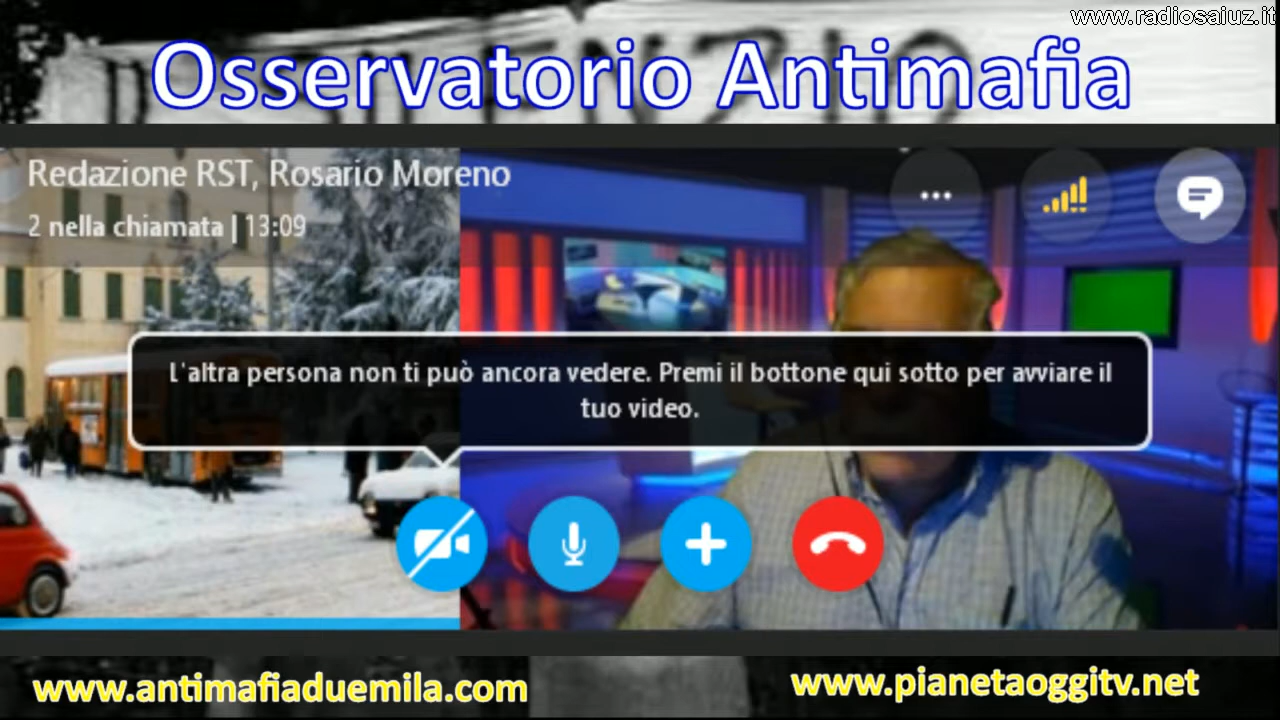 www.radiosaiuz.it
Osservatorio Antimafia
Redazione RST, Rosario Moreno
2 nella chiamata | 13:09
L'altra persona non ti può ancora vedere. Premi il bottone qui sotto per avviare il
tuo video.
www.antimafiaduemila.com
www.pianetaoggitv.net